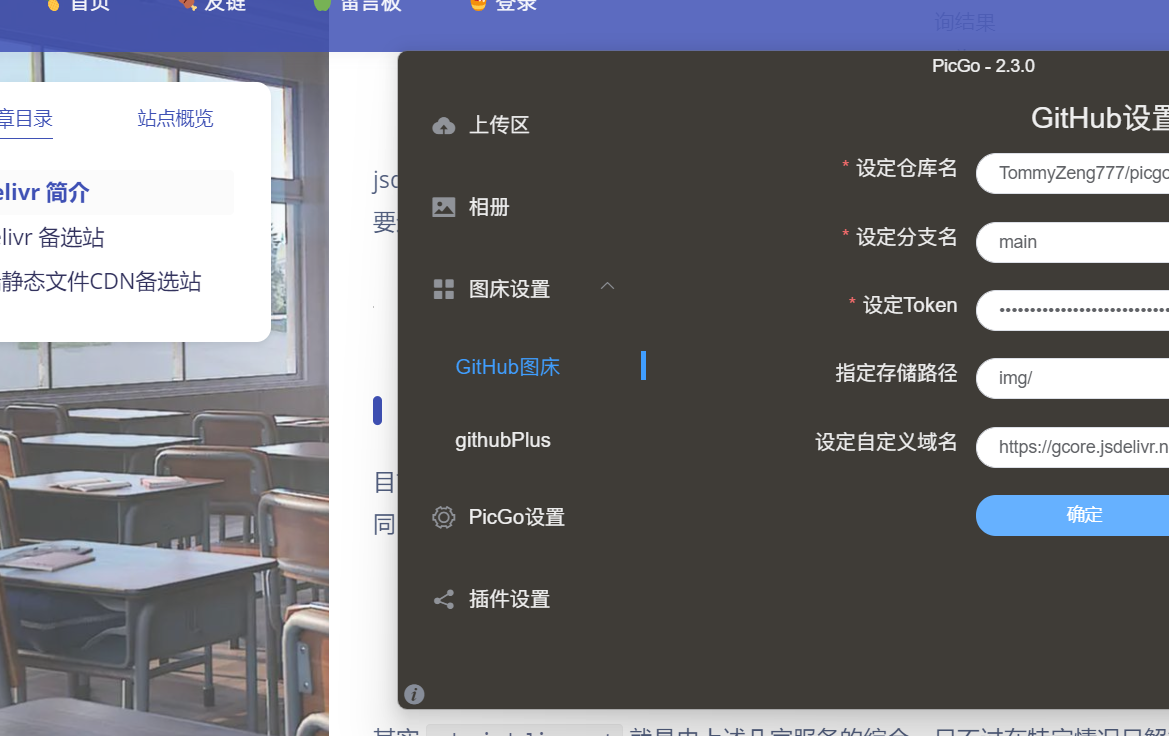 首页 友链 留言板 登录
询结果
PicGo - 2.3.0
章目录 站点概览
elivr 简介
elivr 备选站
静态文件CDN备选站
上传区
相册
图床设置
GitHub图床
githubPlus
PicGo设置
插件设置
GitHub设置
* 设定仓库名 TommyZeng777/picgo
* 设定分支名 main
* 设定Token
指定存储路径 img/
设定自定义域名 https://gcore.jsdelivr.n
确定
jsd
要
目
同